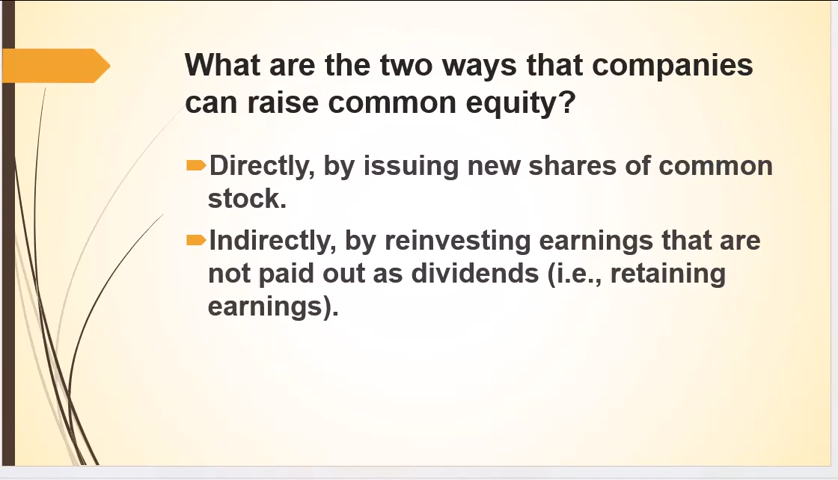 What are the two ways that companies
can raise common equity?
Directly, by issuing new shares of common
stock.
Indirectly, by reinvesting earnings that are
not paid out as dividends (i.e., retaining
earnings).